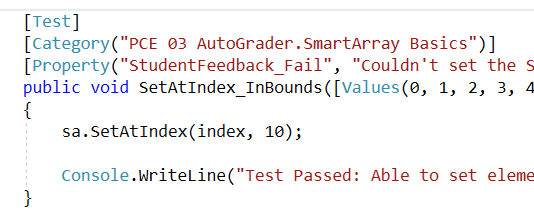 [Test]
[Category("PCE 03 AutoGrader.SmartArray Basics")]
[Property("StudentFeedback_Fail", "Couldn't set the S
public void SetAtIndex_InBounds([Values(0, 1, 2, 3, 4
{
sa.SetAtIndex(index, 10);
Console.WriteLine("Test Passed: Able to set eleme
}